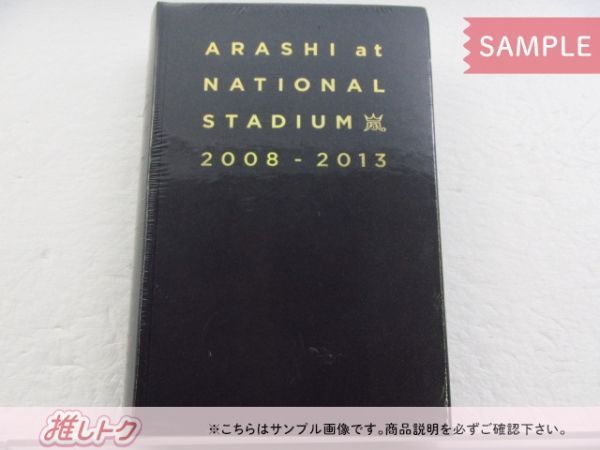 SAMPLE
ARASHI at
NATIONAL
STADIUM 嵐
2008 - 2013
推しトク
※こちらはサンプル画像です。商品説明を必ずご確認下さい。